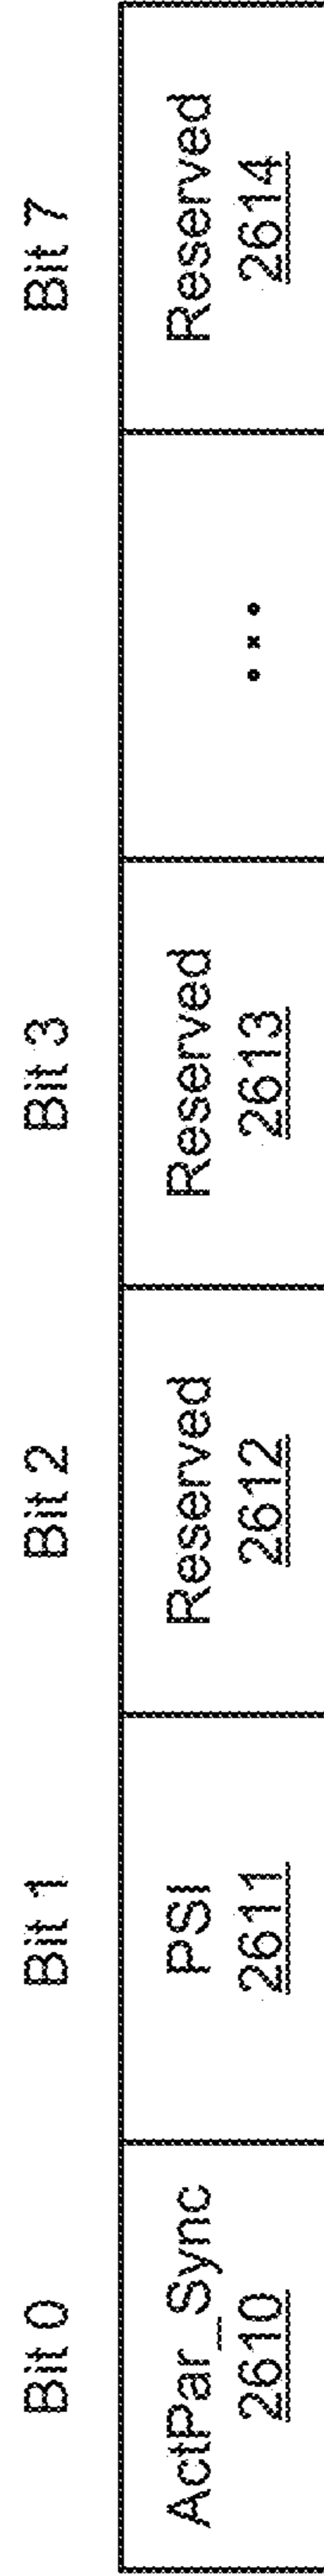 Bit 0 Bit 1 Bit 2 Bit 3 Bit 7
ActPar_Sync PSI Reserved Reserved ... Reserved
2610 2611 2612 2613 2614